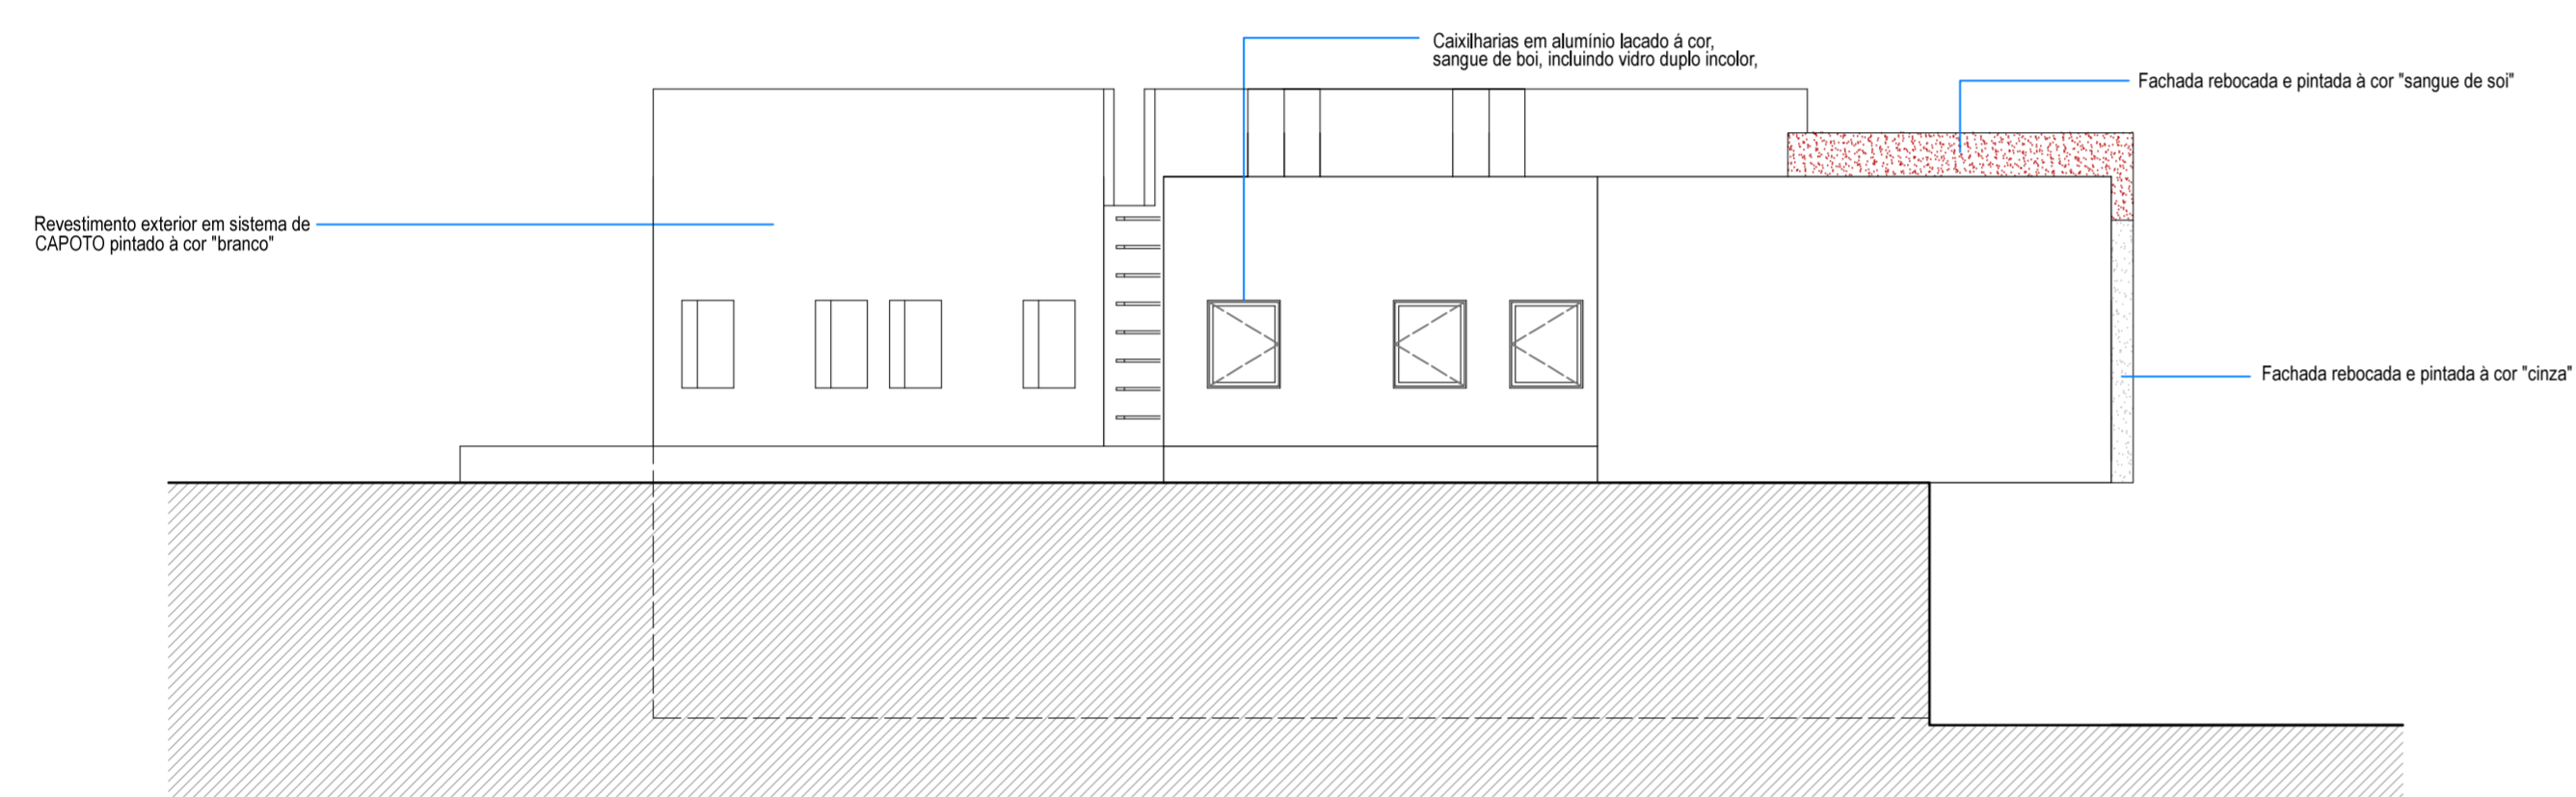 Caixilharias em alumínio lacado á cor,
sangue de boi, incluindo vidro duplo incolor,
Fachada rebocada e pintada à cor "sangue de soi"
Revestimento exterior em sistema de
CAPOTO pintado à cor "branco"
Fachada rebocada e pintada à cor "cinza"